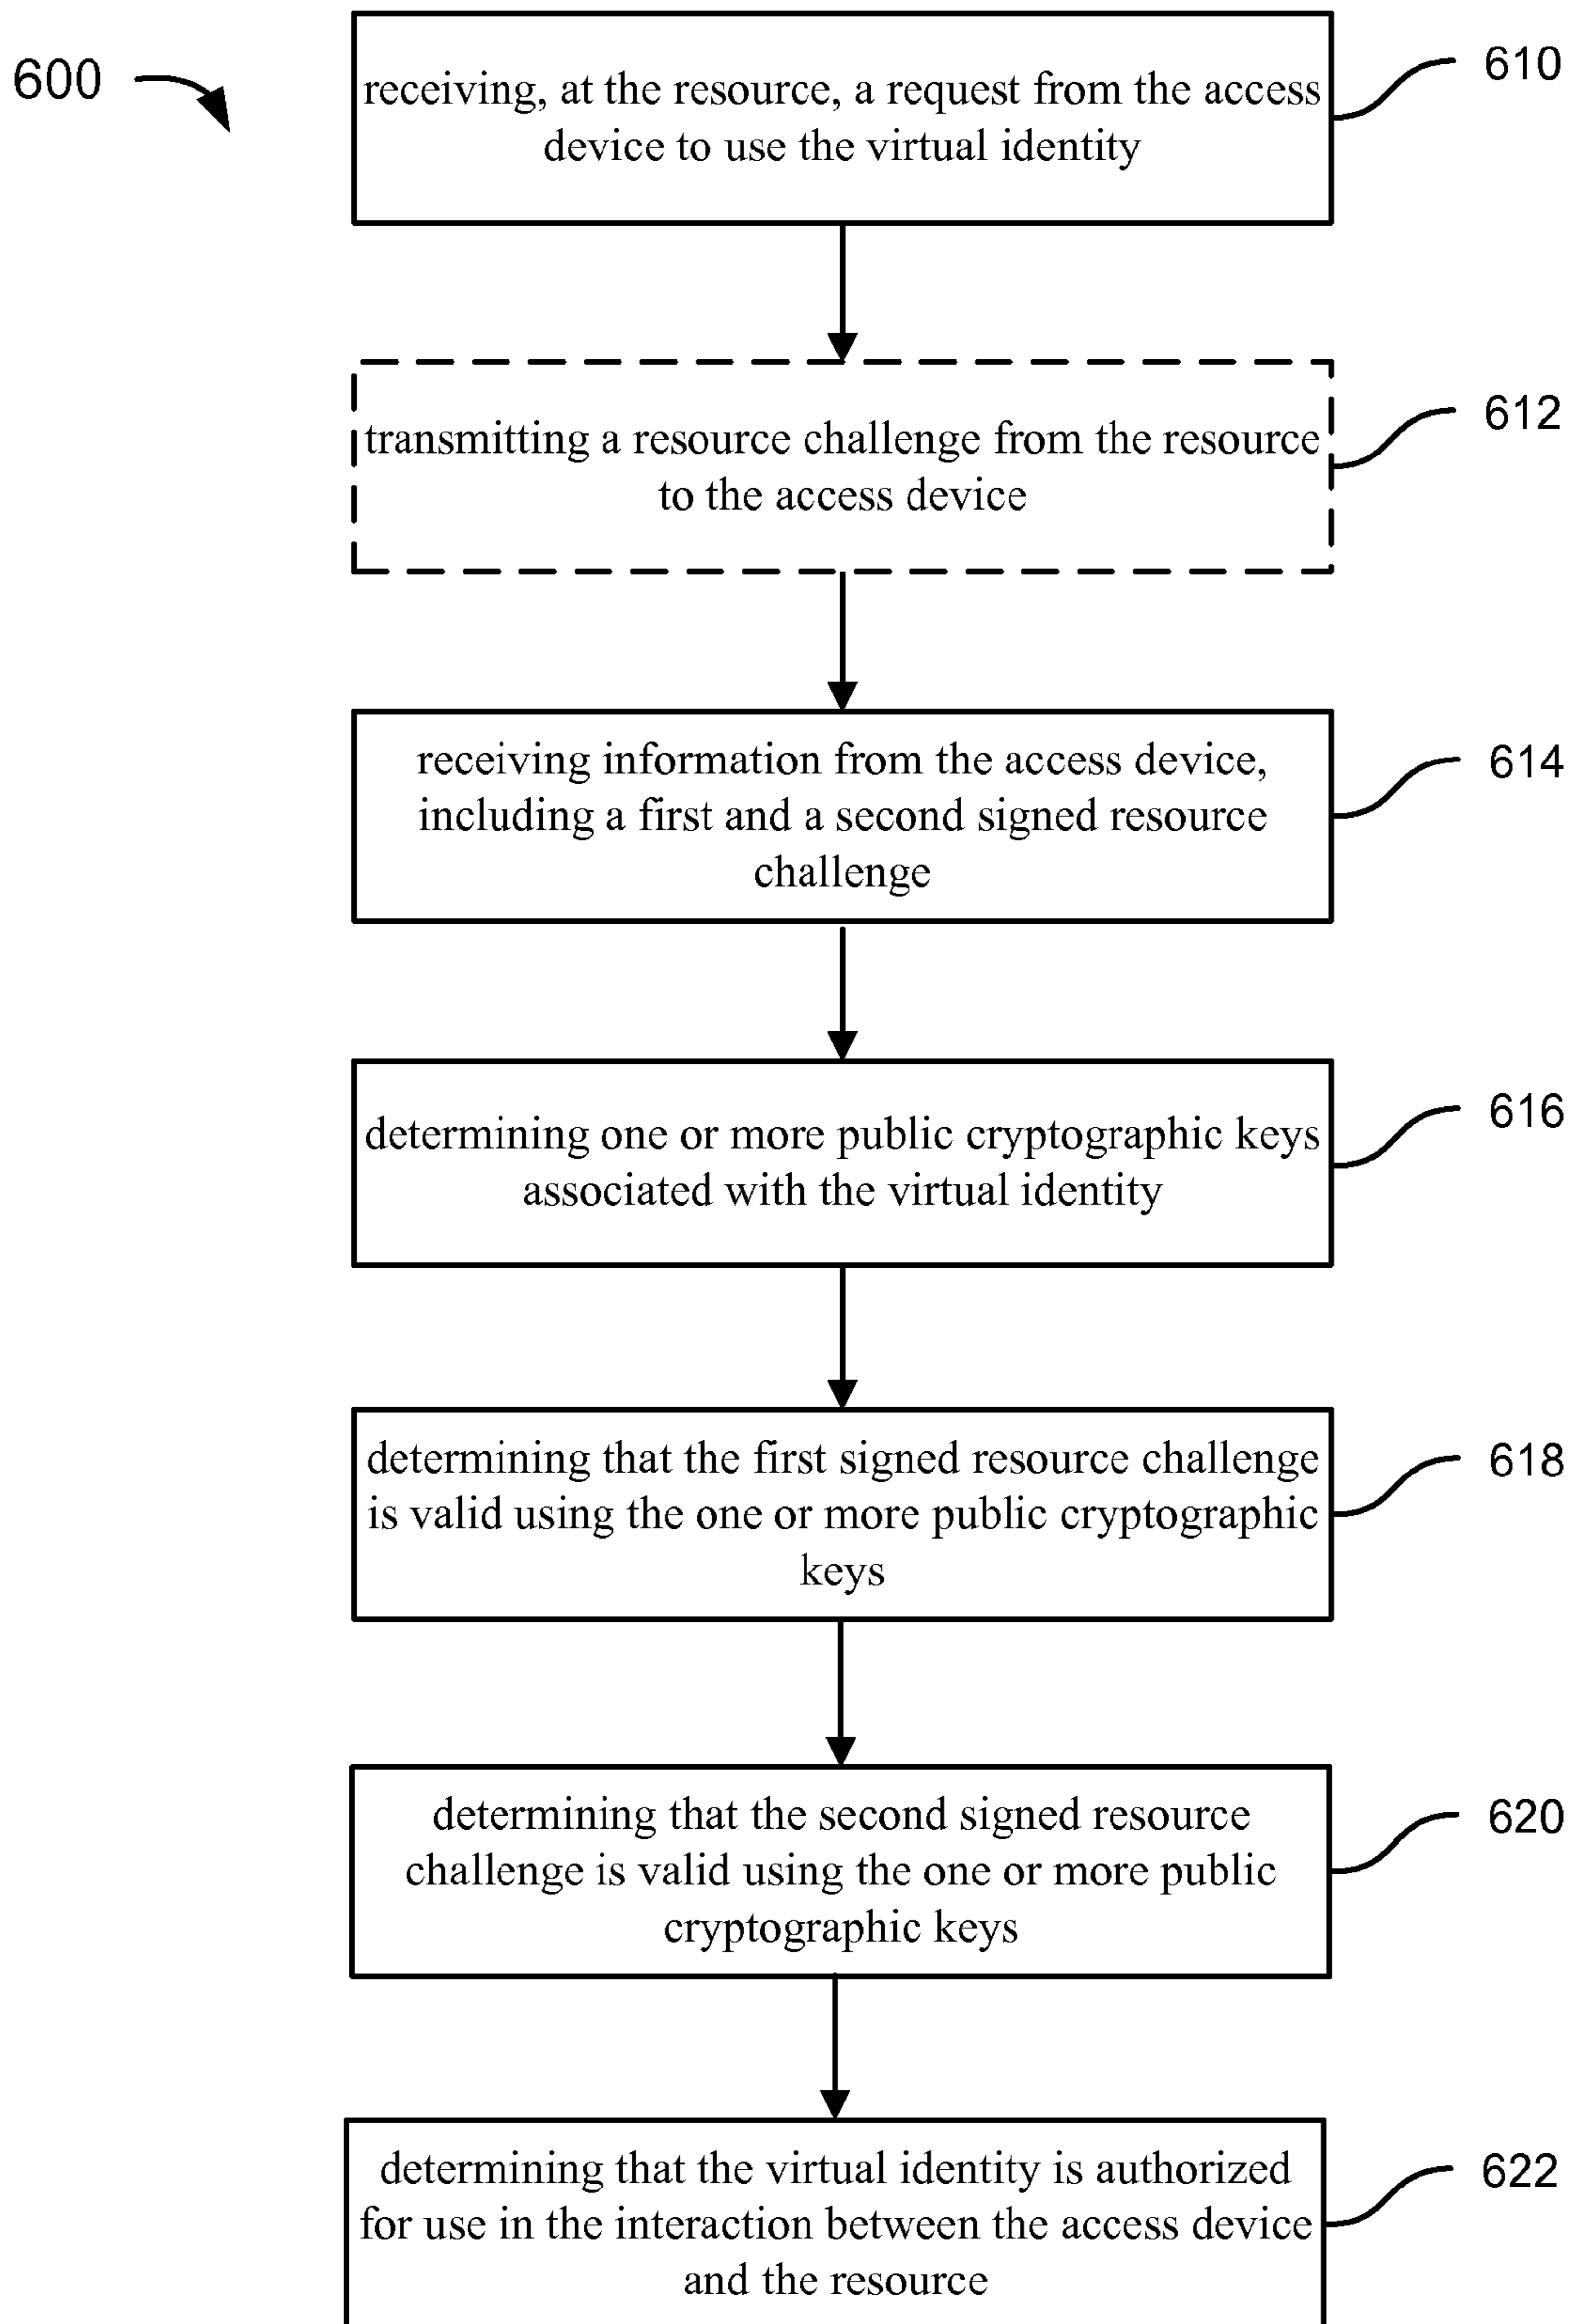 600
receiving, at the resource, a request from the access
device to use the virtual identity
610
transmitting a resource challenge from the resource
to the access device
612
receiving information from the access device,
including a first and a second signed resource
challenge
614
determining one or more public cryptographic keys
associated with the virtual identity
616
determining that the first signed resource challenge
is valid using the one or more public cryptographic
keys
618
determining that the second signed resource
challenge is valid using the one or more public
cryptographic keys
620
determining that the virtual identity is authorized
for use in the interaction between the access device
and the resource
622